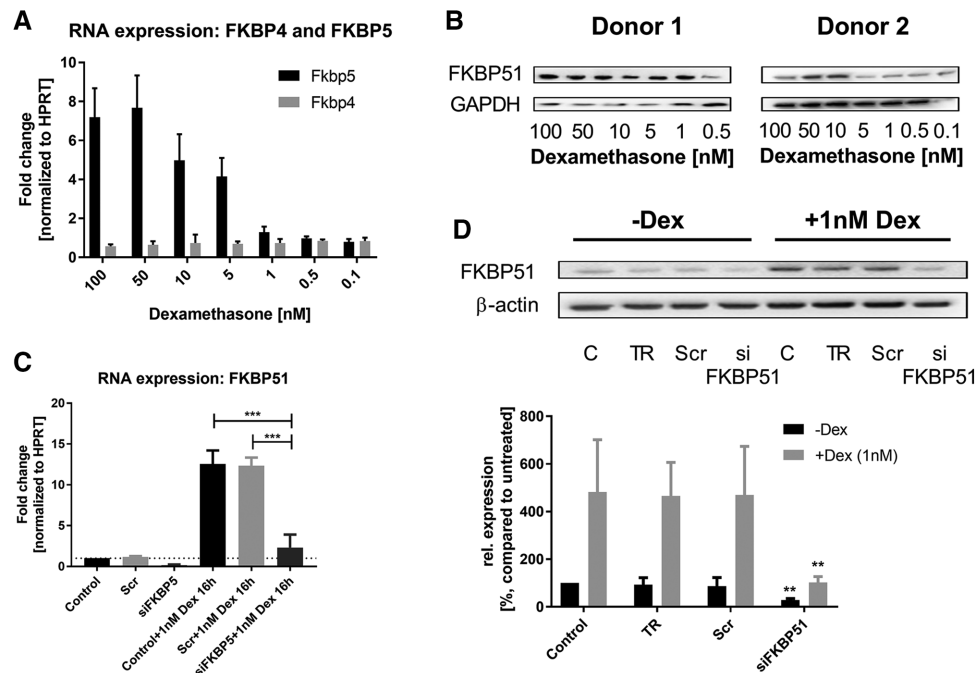 A
RNA expression: FKBP4 and FKBP5
Fold change
[normalized to HPRT]
10
8
6
4
2
0
Fkbp5
Fkbp4
100
50
10
5
1
0.5
0.1
Dexamethasone [nM]
B
Donor 1
Donor 2
FKBP51
GAPDH
100 50 10 5 1 0.5
100 50 10 5 1 0.5 0.1
Dexamethasone [nM]
Dexamethasone [nM]
C
RNA expression: FKBP51
Fold change
[normalized to HPRT]
20
15
10
5
0
***
***
Control
Scr
siFKBP5
Control+1nM Dex 16h
Scr+1nM Dex 16h
siFKBP5+1nM Dex 16h
D
-Dex
+1nM Dex
FKBP51
β-actin
C TR Scr si C TR Scr si
FKBP51 FKBP51
rel. expression
[%, compared to untreated]
800
600
400
200
0
-Dex
+Dex (1nM)
**
**
Control
TR
Scr
siFKBP51